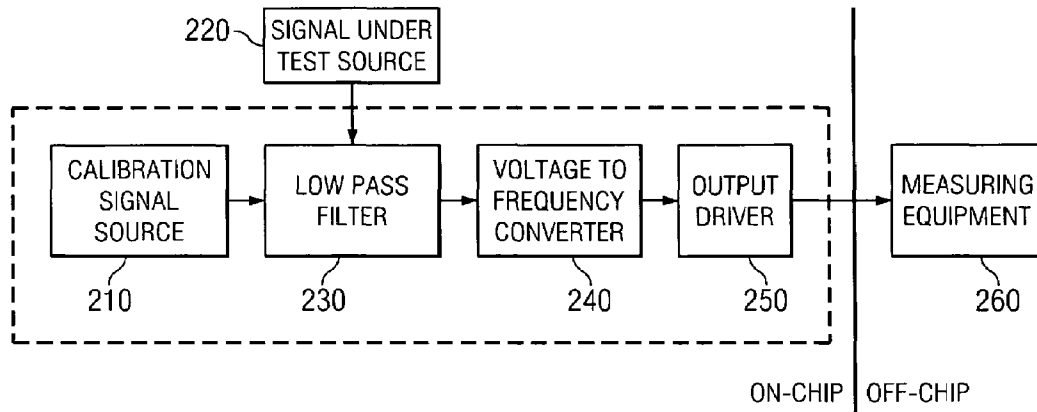 220
SIGNAL UNDER
TEST SOURCE
CALIBRATION
SIGNAL
SOURCE
LOW PASS
FILTER
VOLTAGE TO
FREQUENCY
CONVERTER
OUTPUT
DRIVER
MEASURING
EQUIPMENT
210
230
240
250
260
ON-CHIP
OFF-CHIP